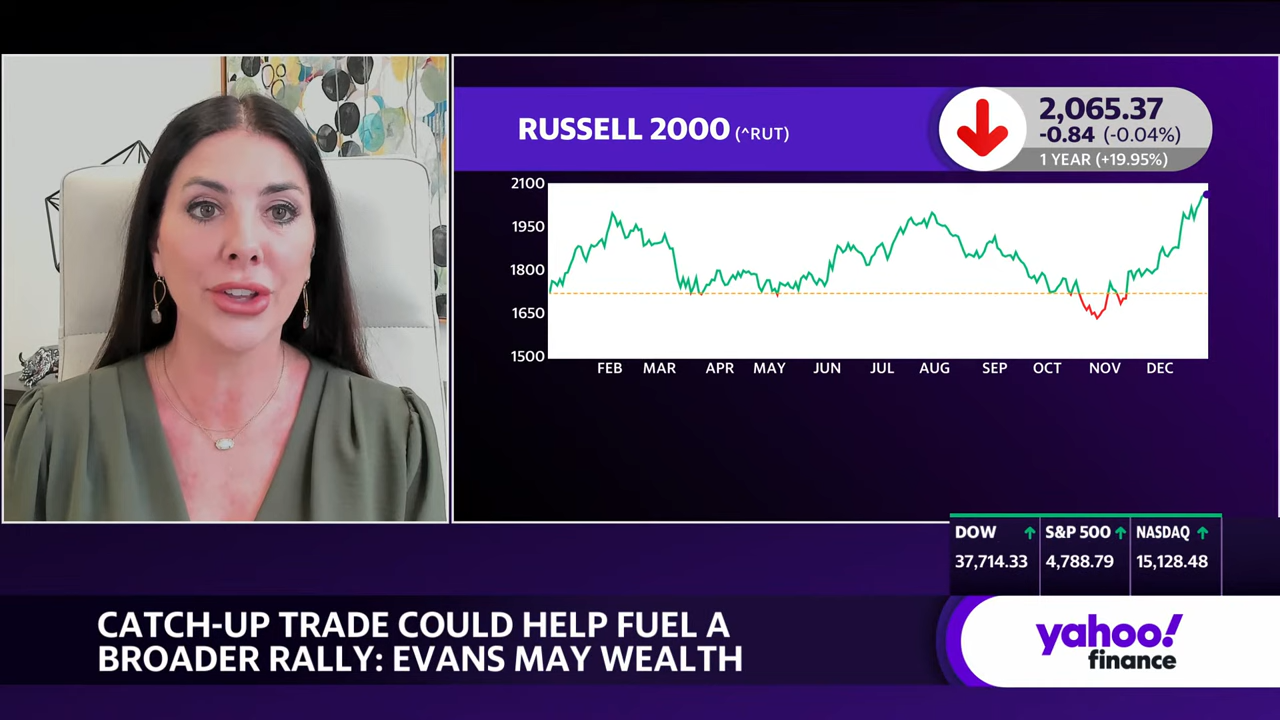 RUSSELL 2000 (^RUT)
2,065.37
-0.84 (-0.04%)
1 YEAR (+19.95%)
2100
1950
1800
1650
1500
FEB MAR APR MAY JUN JUL AUG SEP OCT NOV DEC
DOW S&P 500 NASDAQ
37,714.33 4,788.79 15,128.48
CATCH-UP TRADE COULD HELP FUEL A
BROADER RALLY: EVANS MAY WEALTH
yahoo!
finance